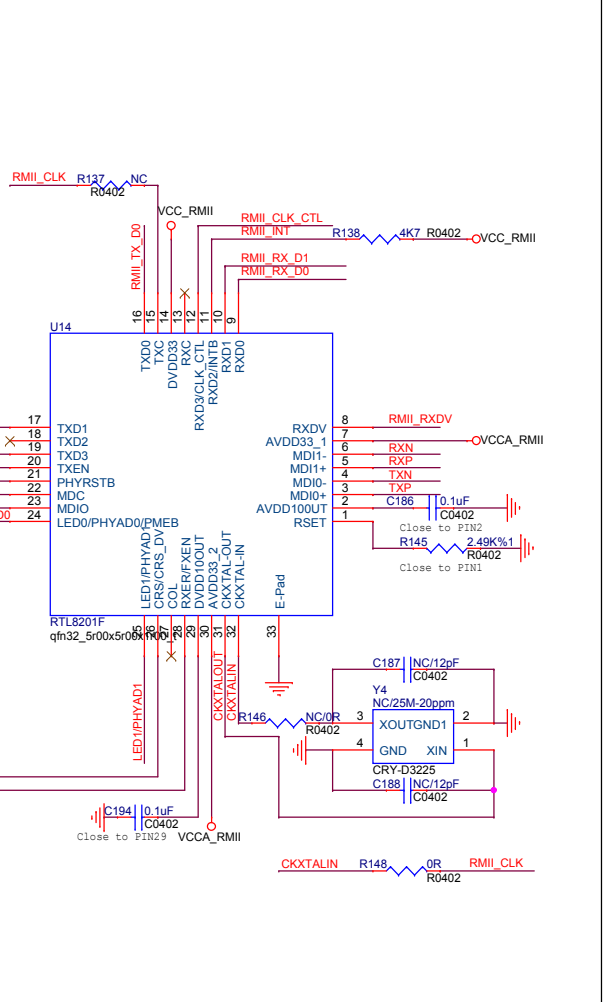 RMII_CLK R137 NC
R0402
VCC_RMII
RMII_TX_D0
RMII_CLK_CTL
RMII_INT
R138 4K7 R0402 VCC_RMII
RMII_RX_D1
RMII_RX_D0
16 15 14 13 12 11 10 9
U14
TXD0 TXC DVDD33 RXC RXD3/CLK_CTL RXD2/INTB RXD1 RXD0
17 TXD1
18 TXD2
19 TXD3
20 TXEN
21 PHYRSTB
22 MDC
23 MDIO
24 LED0/PHYAD0/PMEB
RXDV 8 RMII_RXDV
AVDD33_1 7 VCCA_RMII
MDI1- 6 RXN
MDI1+ 5 RXP
MDI0- 4 TXN
MDI0+ 3 TXP
AVDD10OUT 2 C186 0.1uF
C0402
Close to PIN2
RSET 1
R145 2.49K%1
R0402
Close to PIN1
LED1/PHYAD1 CRS/CRS_DV COL RXER/FXEN DVDD10OUT AVDD33_2 CKXTAL-OUT CKXTAL-IN E-Pad
RTL8201F
25 26 27 28 29 30 31 32 33
LED1/PHYAD1
CKXTALOUT
CKXTALIN
C187 NC/12pF
C0402
Y4
NC/25M-20ppm
R146 NC/0R
R0402
3 XOUT GND1 2
4 GND XIN 1
CRY-D3225
C188 NC/12pF
C0402
C194 0.1uF
C0402
Close to PIN29
VCCA_RMII
CKXTALIN R148 0R RMII_CLK
R0402